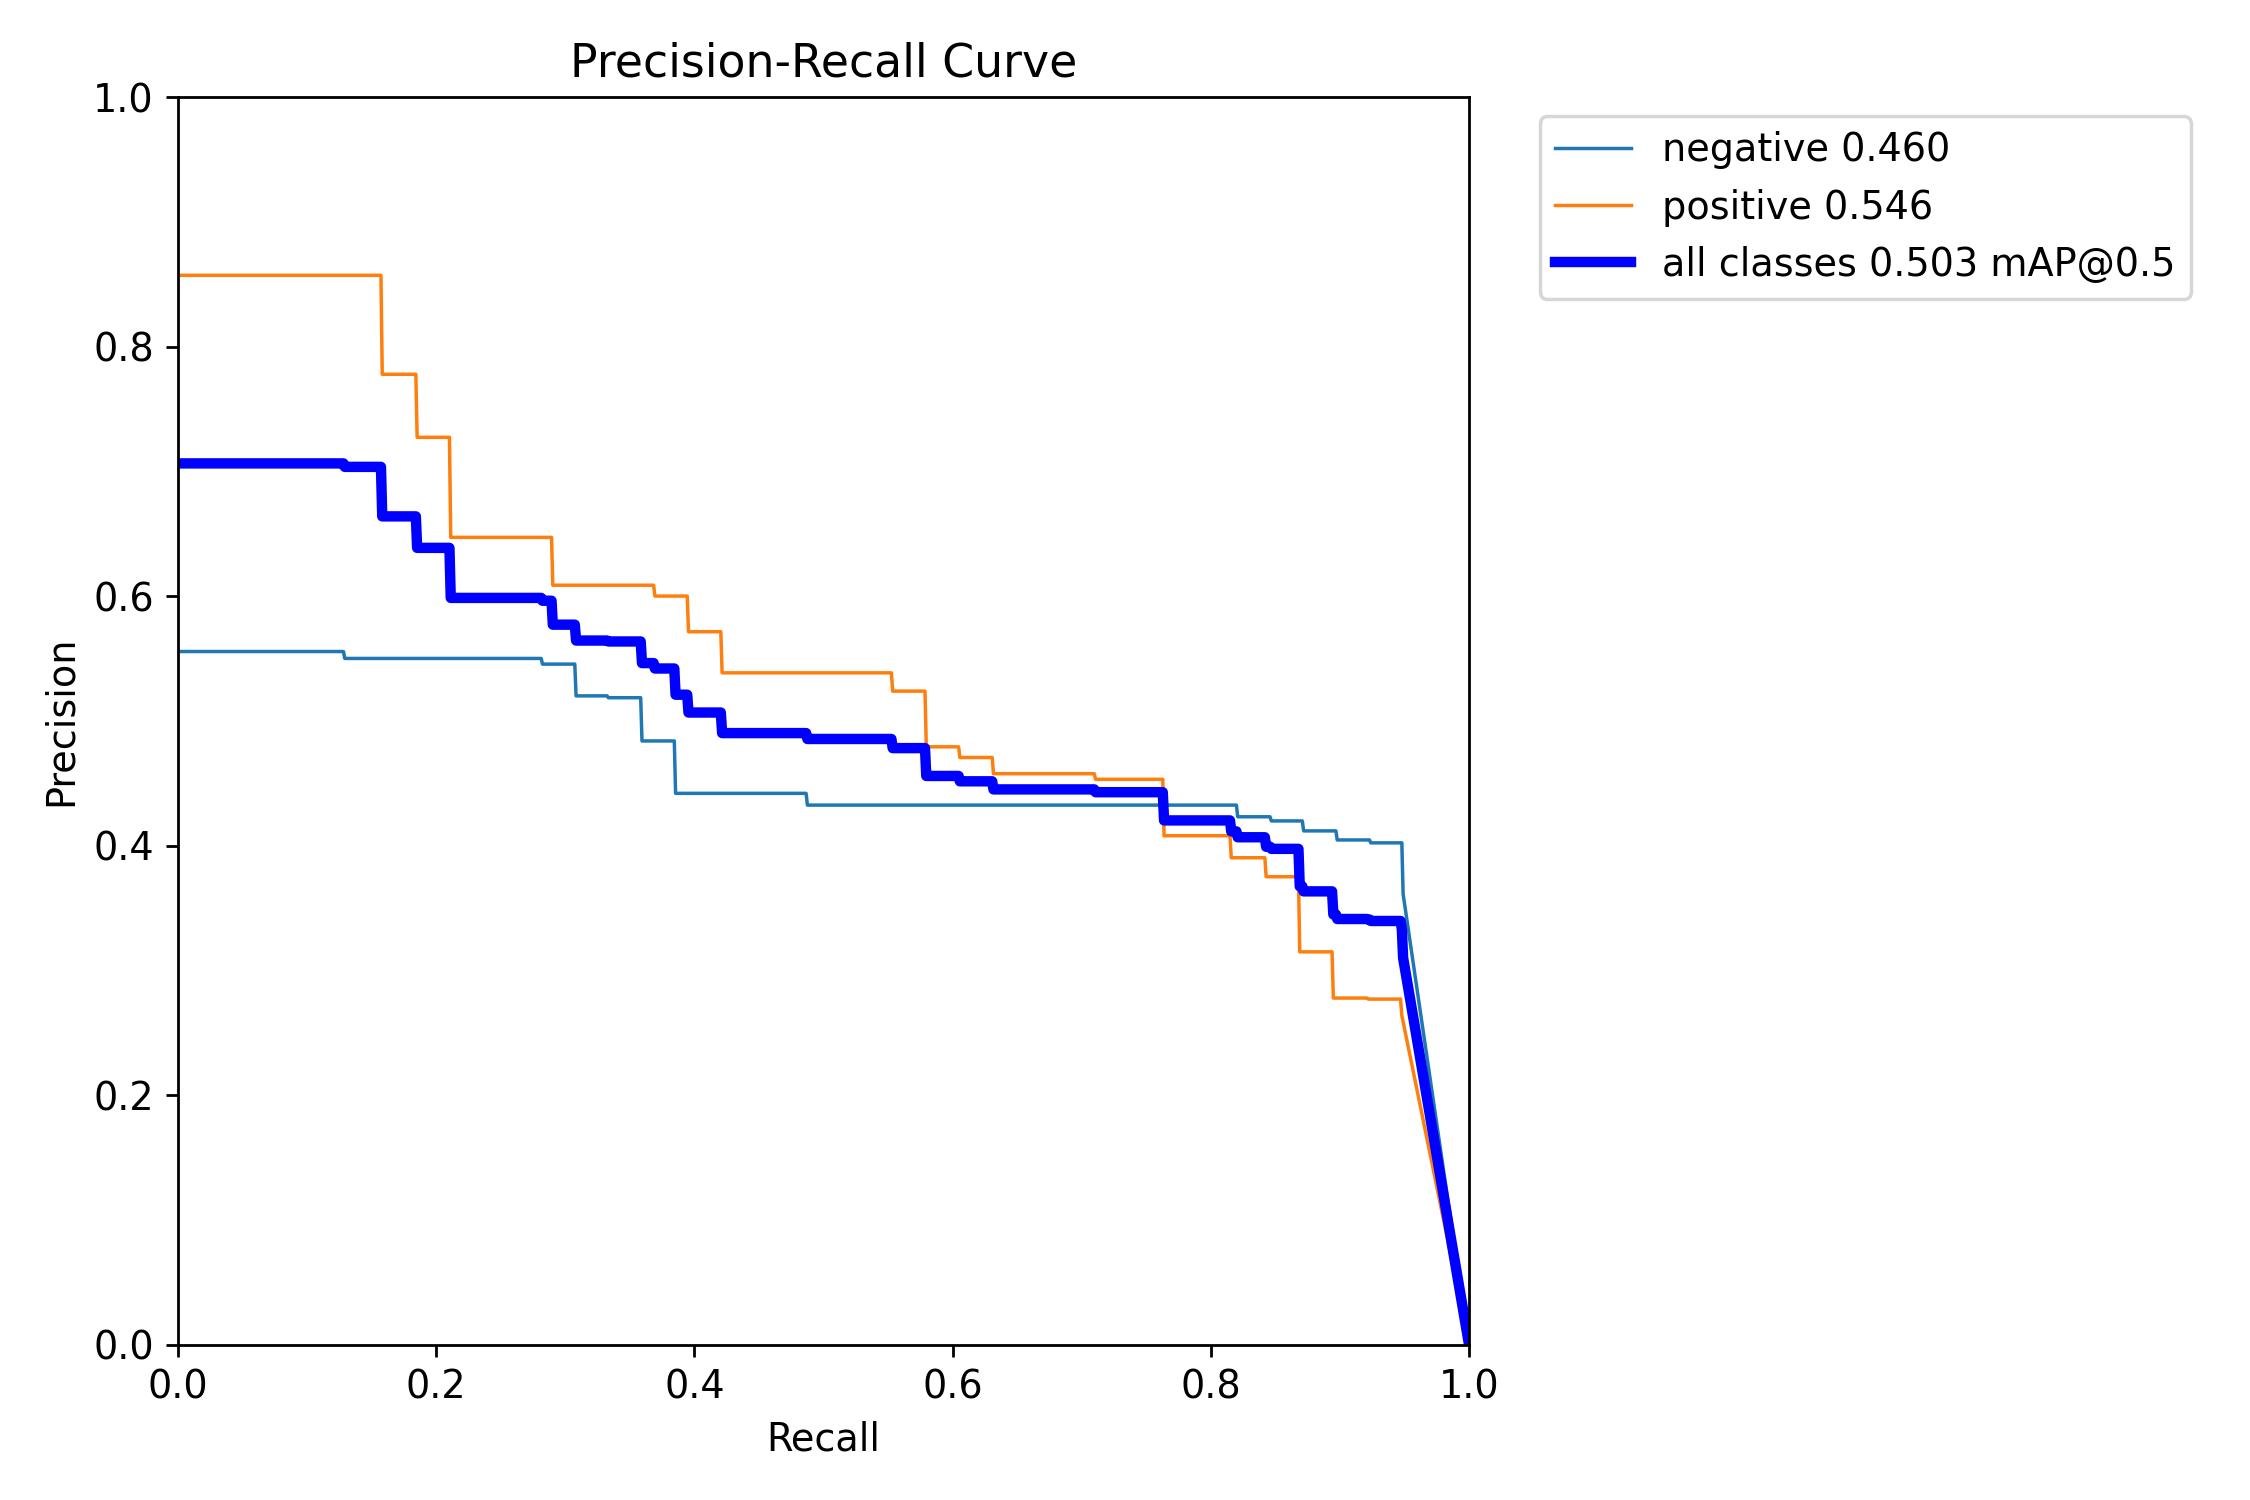 Precision-Recall Curve
1.0
0.8
0.6
0.4
0.2
0.0
Precision
0.0 0.2 0.4 0.6 0.8 1.0
Recall
negative 0.460
positive 0.546
all classes 0.503 mAP@0.5